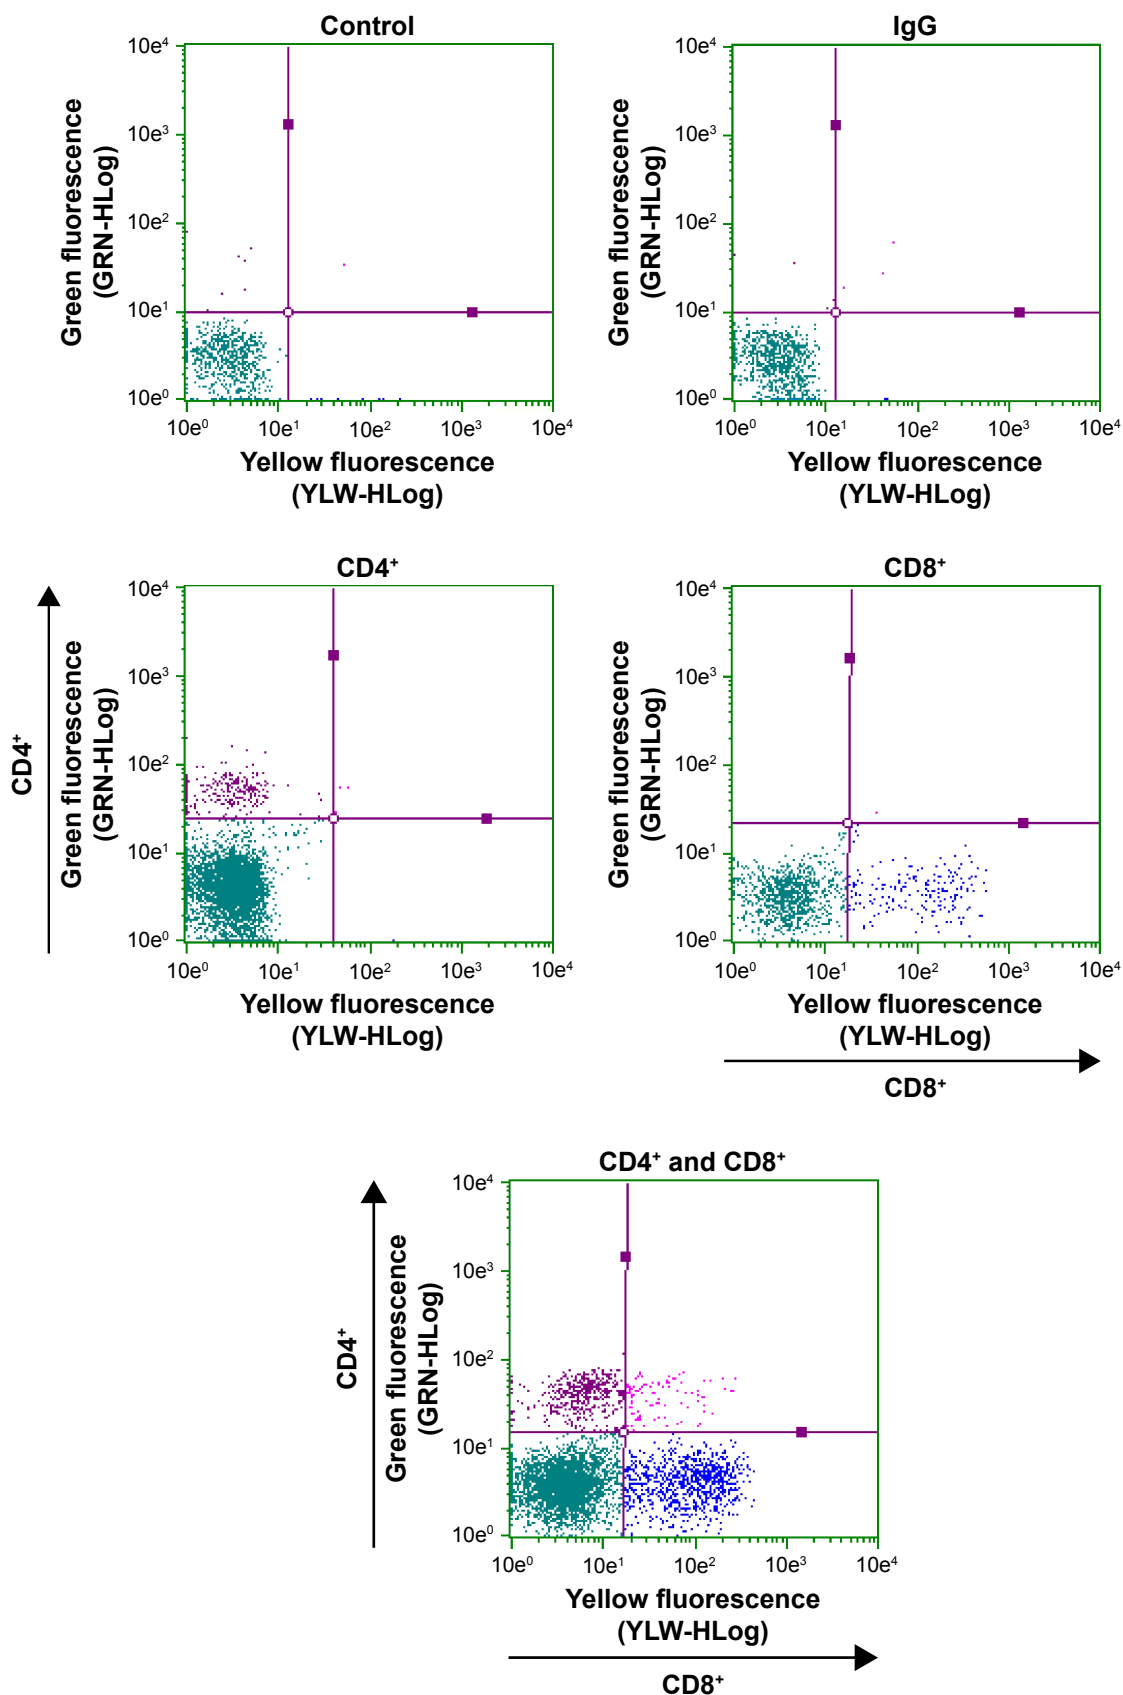 Control
10e⁴
10e³
10e²
10e¹
10e⁰
Green fluorescence
(GRN-HLog)
10e⁰ 10e¹ 10e² 10e³ 10e⁴
Yellow fluorescence
(YLW-HLog)
IgG
10e⁴
10e³
10e²
10e¹
10e⁰
Green fluorescence
(GRN-HLog)
10e⁰ 10e¹ 10e² 10e³ 10e⁴
Yellow fluorescence
(YLW-HLog)
CD4⁺
CD4⁺
10e⁴
10e³
10e²
10e¹
10e⁰
Green fluorescence
(GRN-HLog)
10e⁰ 10e¹ 10e² 10e³ 10e⁴
Yellow fluorescence
(YLW-HLog)
CD8⁺
10e⁴
10e³
10e²
10e¹
10e⁰
Green fluorescence
(GRN-HLog)
10e⁰ 10e¹ 10e² 10e³ 10e⁴
Yellow fluorescence
(YLW-HLog)
CD8⁺
CD4⁺ and CD8⁺
CD4⁺
10e⁴
10e³
10e²
10e¹
10e⁰
Green fluorescence
(GRN-HLog)
10e⁰ 10e¹ 10e² 10e³ 10e⁴
Yellow fluorescence
(YLW-HLog)
CD8⁺